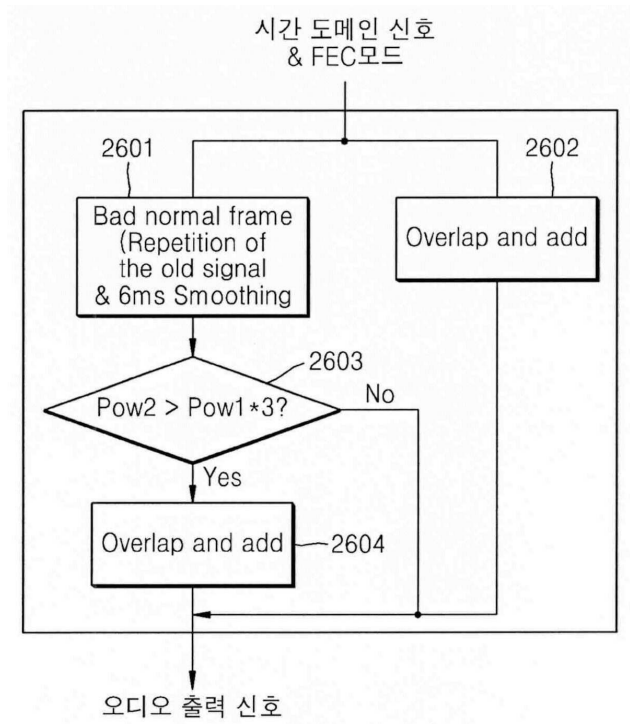 시간 도메인 신호
& FEC모드
2601
2602
Bad normal frame
(Repetition of
the old signal
& 6ms Smoothing
Overlap and add
2603
Pow2 > Pow1*3?
No
Yes
Overlap and add
2604
오디오 출력 신호